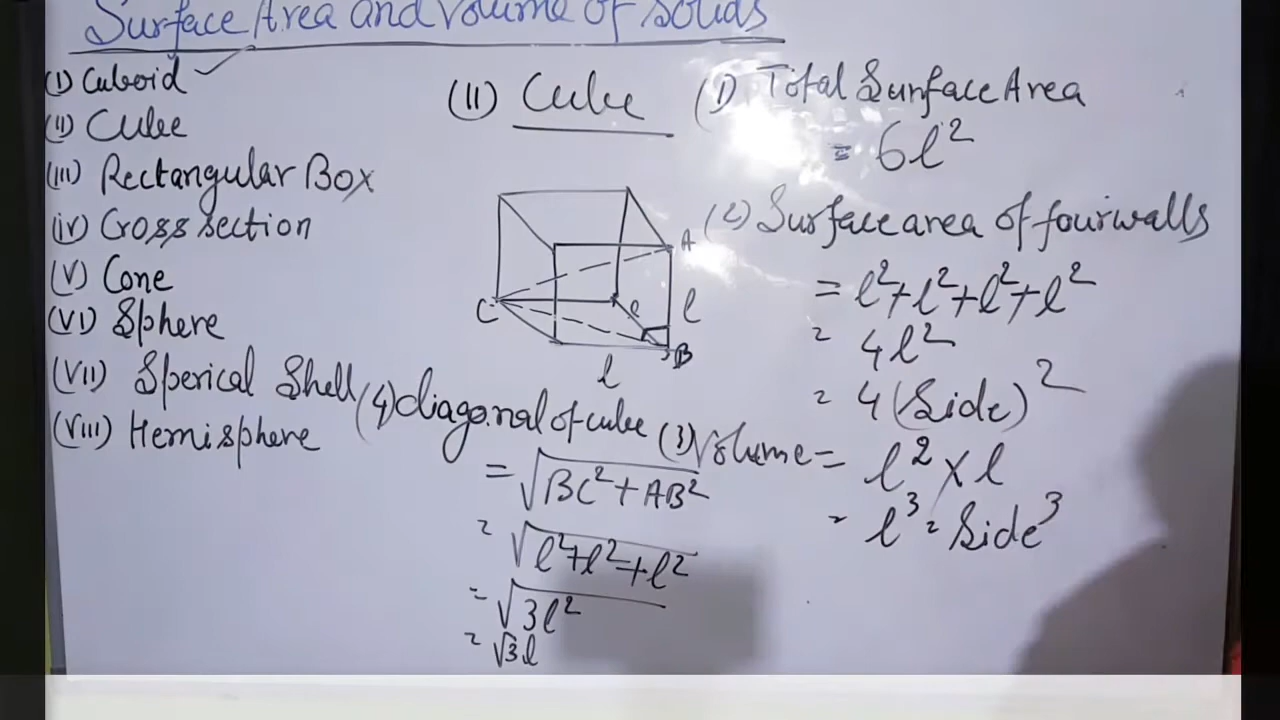 Surface Area and Volume of Solids
(I) Cuboid ✓
(II) Cube
(III) Rectangular Box
(iv) Cross section
(V) Cone
(VI) Sphere
(VII) Sperical Shell
(VIII) Hemisphere
(II) Cube
A
C
l
l
B
l
(4) diagonal of cube
= √BC²+AB²
= √l²+l²+l²
= √3l²
= √3l
(1) Total Surface Area
= 6l²
(2) Surface area of four walls
= l²+l²+l²+l²
= 4l²
= 4(Side)²
(3) Volume = l² × l
= l³ = Side³